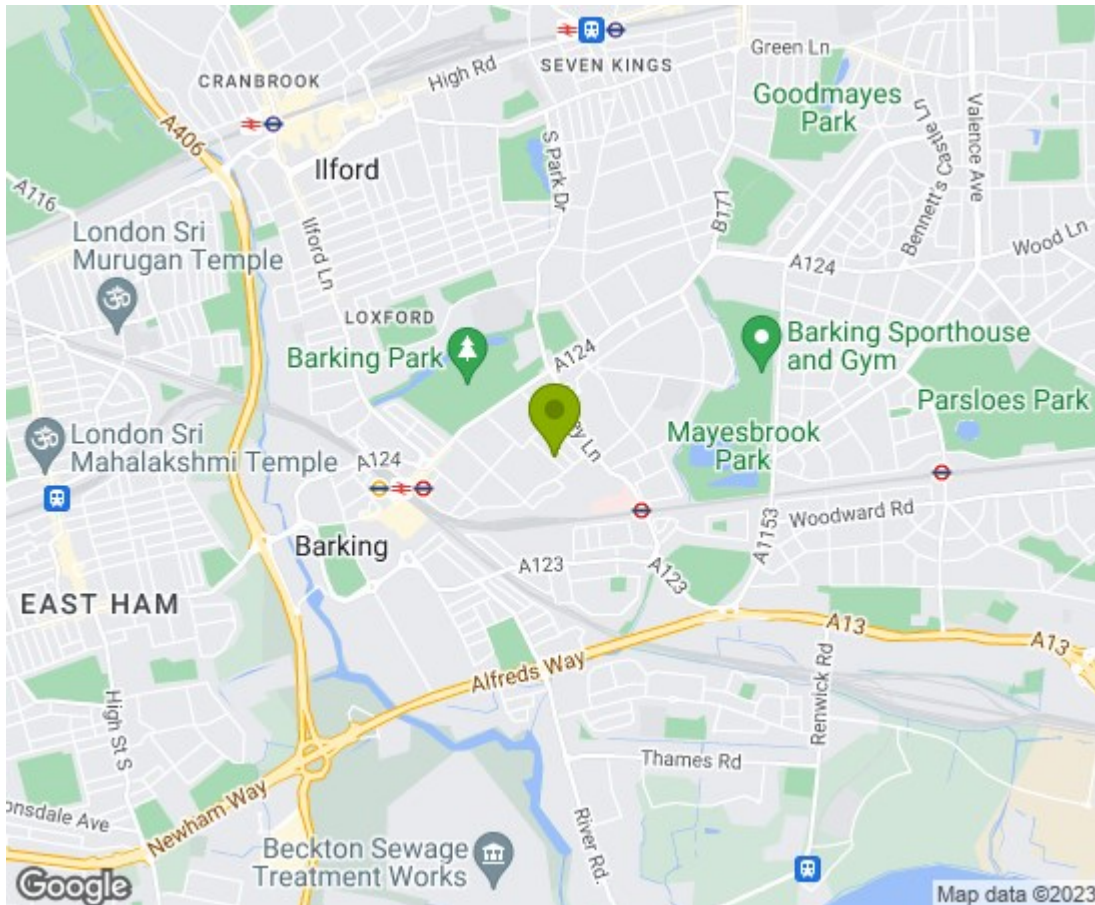 CRANBROOK
High Rd
SEVEN KINGS
Green Ln
Goodmayes
Park
Valence Ave
A406
Ilford
S Park Dr
B177
Bennett's Castle Ln
A116
Ilford Ln
London Sri
Murugan Temple
Wood Ln
A124
LOXFORD
Barking Park
A124
Barking Sporthouse
and Gym
Parsloes Park
London Sri
Mahalakshmi Temple
A124
Ln
Mayesbrook
Park
Woodward Rd
Barking
A123
A123
A1153
EAST HAM
A13
A13
Alfreds Way
High St S
Renwick Rd
Thames Rd
Newham Way
River Rd.
Beckton Sewage
Treatment Works
Google
Map data ©2023